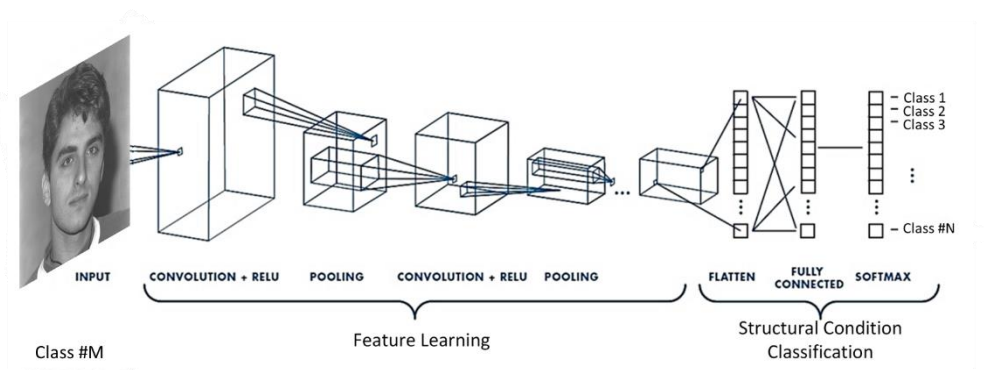 Class 1
Class 2
Class 3
Class #N
INPUT
CONVOLUTION + RELU
POOLING
CONVOLUTION + RELU
POOLING
FLATTEN
FULLY
CONNECTED
SOFTMAX
Feature Learning
Structural Condition
Classification
Class #M